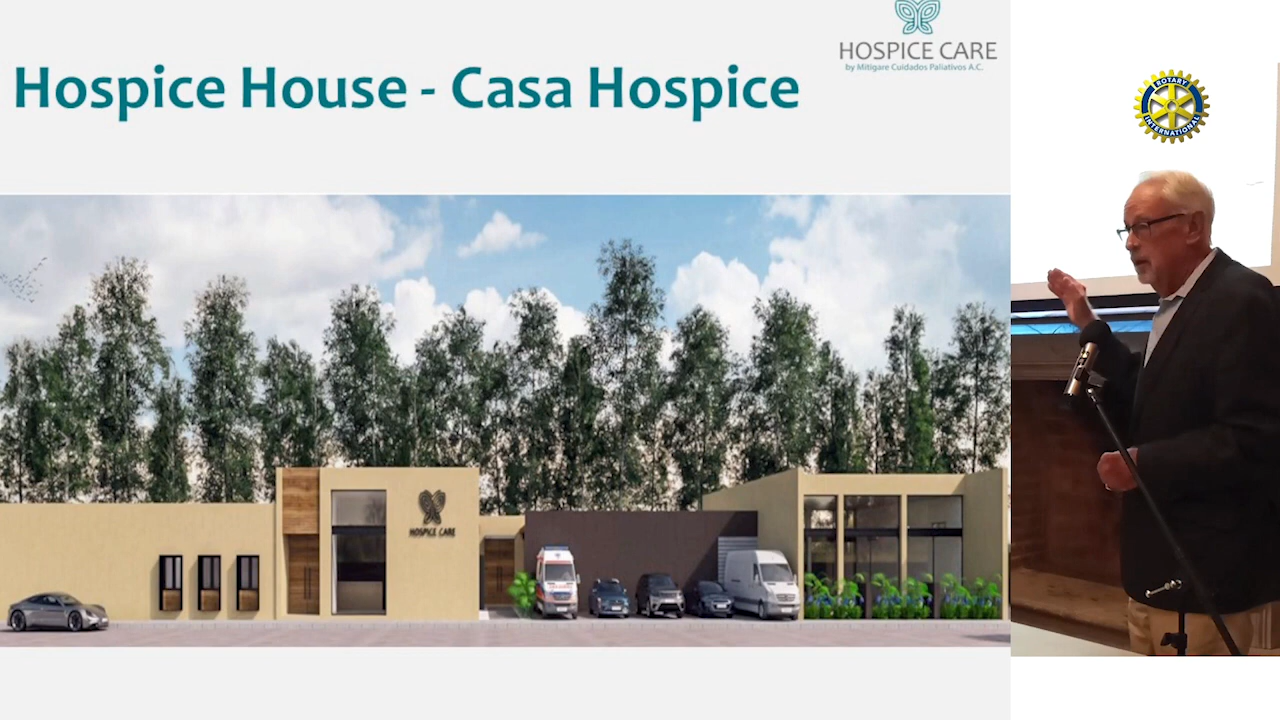 HOSPICE CARE
by Mitigare Cuidados Paliativos A.C.
Hospice House - Casa Hospice
ROTARY
INTERNATIONAL
HOSPICE CARE